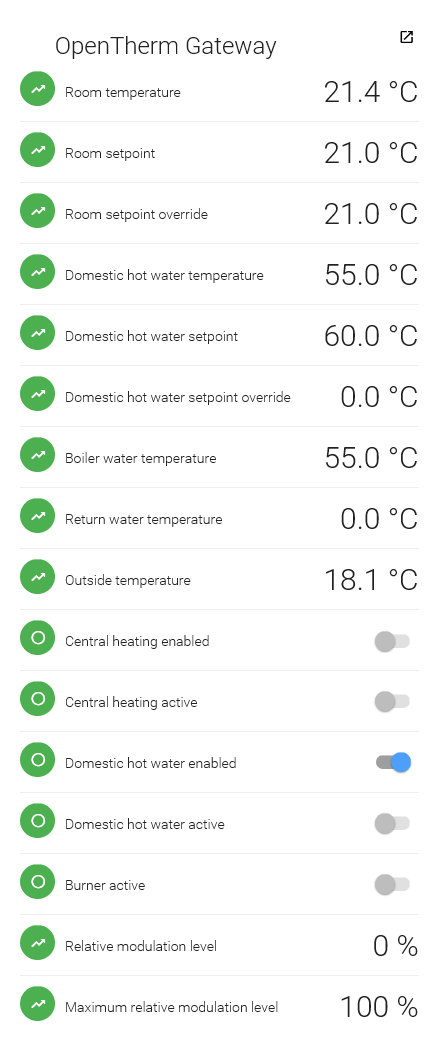 OpenTherm Gateway
Room temperature 21.4 °C
Room setpoint 21.0 °C
Room setpoint override 21.0 °C
Domestic hot water temperature 55.0 °C
Domestic hot water setpoint 60.0 °C
Domestic hot water setpoint override 0.0 °C
Boiler water temperature 55.0 °C
Return water temperature 0.0 °C
Outside temperature 18.1 °C
Central heating enabled
Central heating active
Domestic hot water enabled
Domestic hot water active
Burner active
Relative modulation level 0 %
Maximum relative modulation level 100 %